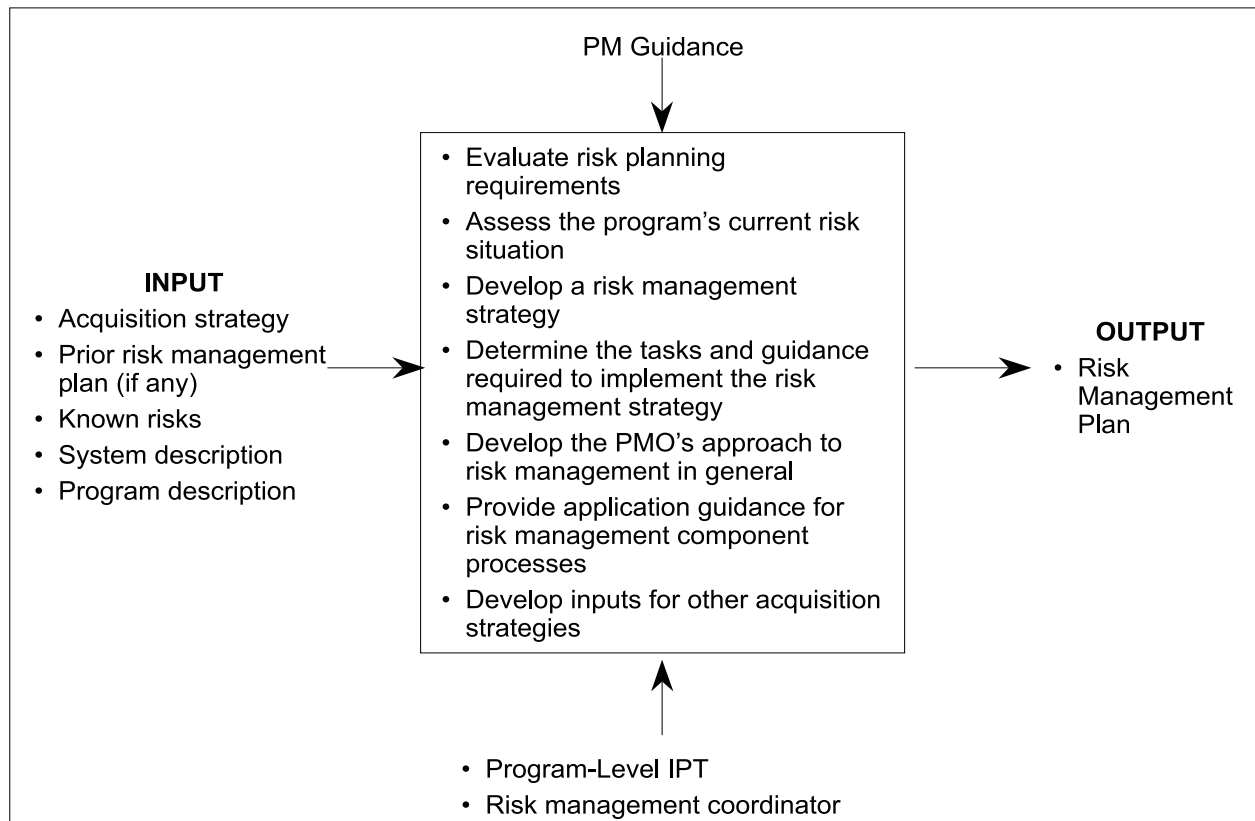 PM Guidance
• Evaluate risk planning
requirements
• Assess the program’s current risk
situation
• Develop a risk management
strategy
• Determine the tasks and guidance
required to implement the risk
management strategy
• Develop the PMO’s approach to
risk management in general
• Provide application guidance for
risk management component
processes
• Develop inputs for other acquisition
strategies
INPUT
• Acquisition strategy
• Prior risk management
plan (if any)
• Known risks
• System description
• Program description
OUTPUT
• Risk
Management
Plan
• Program-Level IPT
• Risk management coordinator